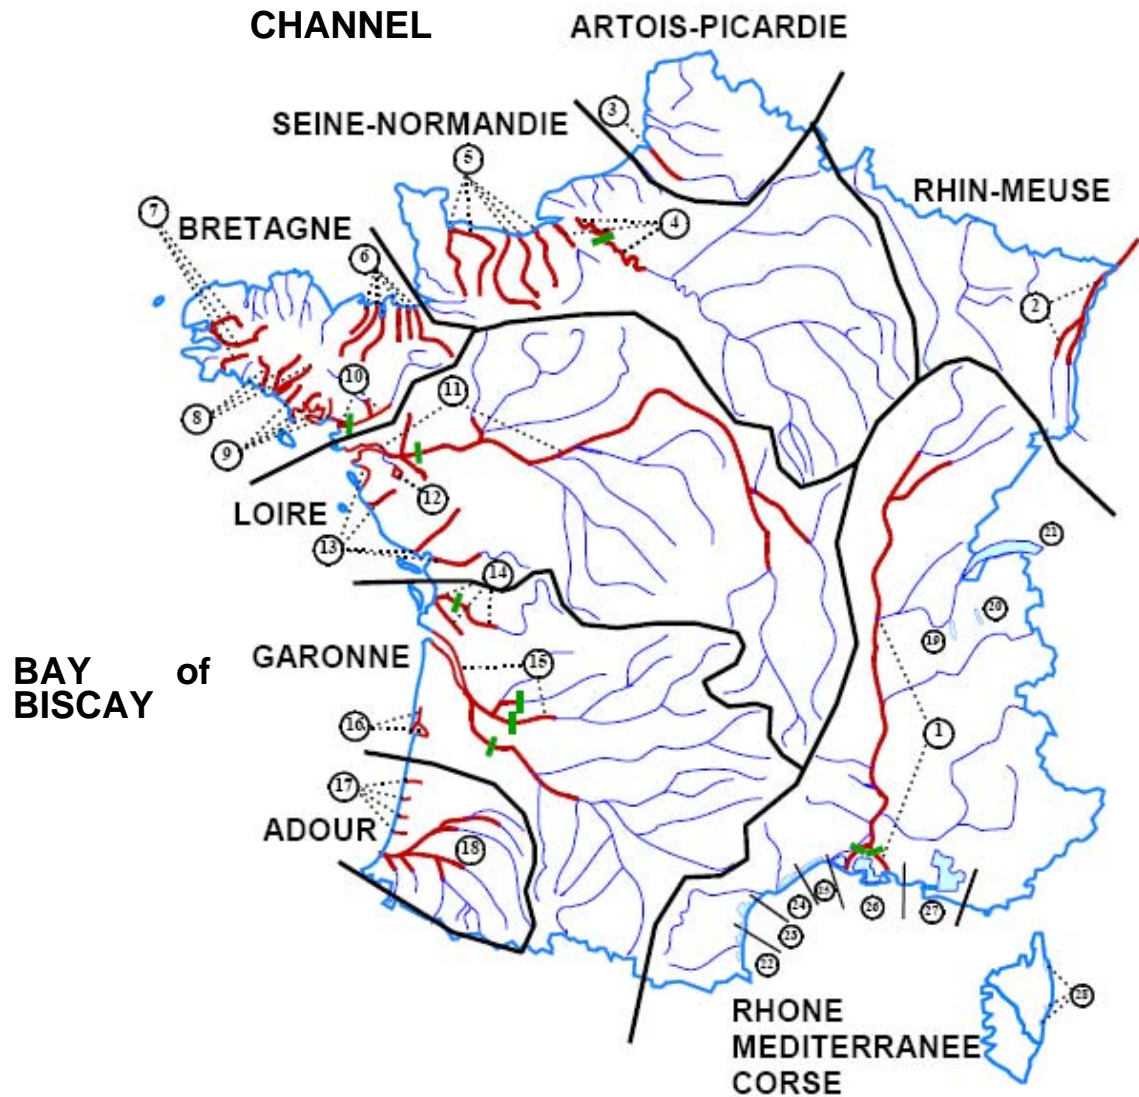 CHANNEL
ARTOIS-PICARDIE
3
SEINE-NORMANDIE
5
RHIN-MEUSE
7
BRETAGNE
4
6
2
10
11
8
9
12
LOIRE
13
21
14
20
19
BAY of
BISCAY
GARONNE
15
16
1
17
ADOUR
18
25
24
26
27
23
22
28
RHONE
MEDITERRANEE
CORSE